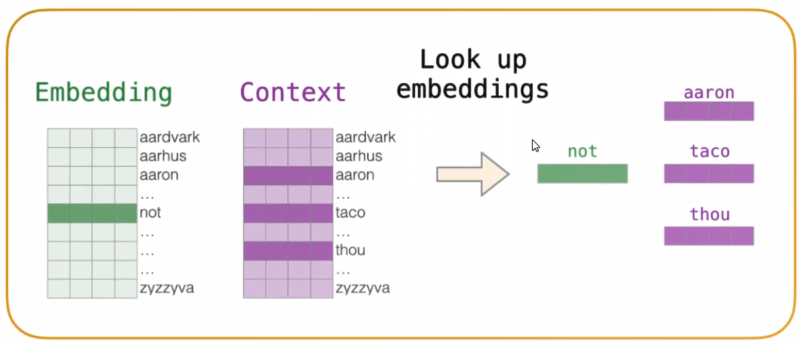 Embedding
aardvark
aarhus
aaron
...
not
...
...
...
zyzzyva
Context
aardvark
aarhus
aaron
...
taco
...
thou
...
zyzzyva
Look up
embeddings
not
aaron
taco
thou